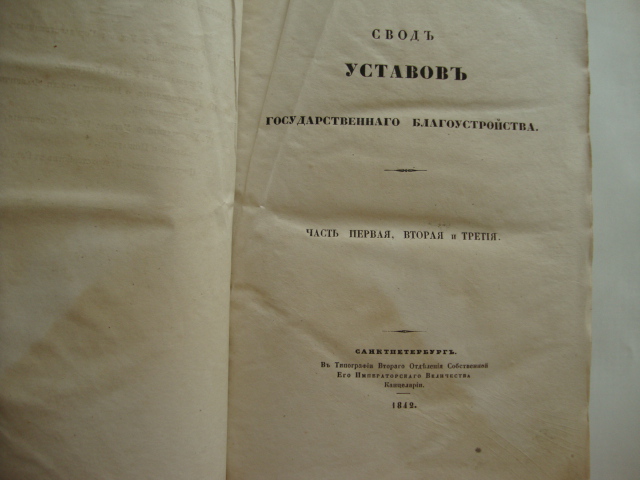 СВОДЪ
УСТАВОВЪ
ГОСУДАРСТВЕННАГО БЛАГОУСТРОЙСТВА.
ЧАСТЬ ПЕРВАЯ, ВТОРАЯ и ТРЕТІЯ.
САНКТПЕТЕРБУРГЪ.
Въ Типографіи Втораго Отдѣленія Собственной
Его Императорскаго Величества
Канцеляріи.
1842.